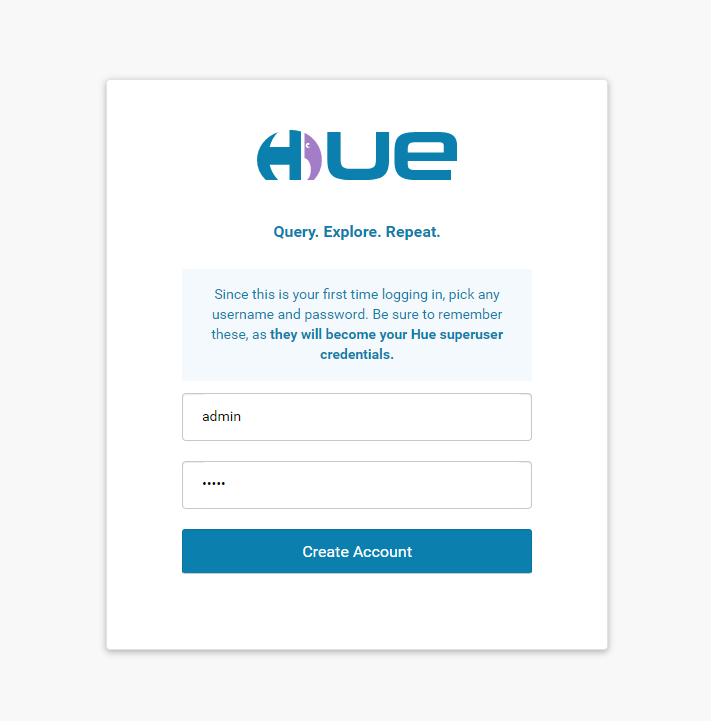 HUE
Query. Explore. Repeat.
Since this is your first time logging in, pick any
username and password. Be sure to remember
these, as they will become your Hue superuser
credentials.
admin
•••••
Create Account